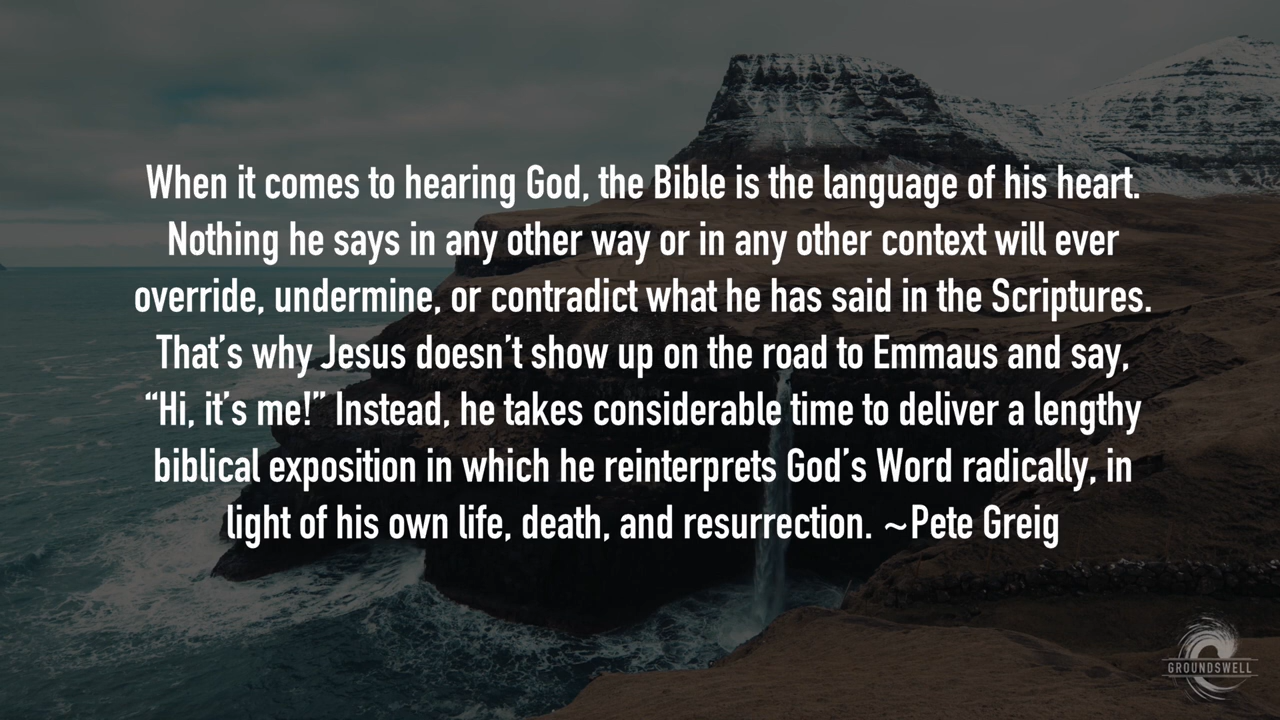 When it comes to hearing God, the Bible is the language of his heart.
Nothing he says in any other way or in any other context will ever
override, undermine, or contradict what he has said in the Scriptures.
That’s why Jesus doesn’t show up on the road to Emmaus and say,
“Hi, it’s me!” Instead, he takes considerable time to deliver a lengthy
biblical exposition in which he reinterprets God’s Word radically, in
light of his own life, death, and resurrection. ~Pete Greig
GROUNDSWELL